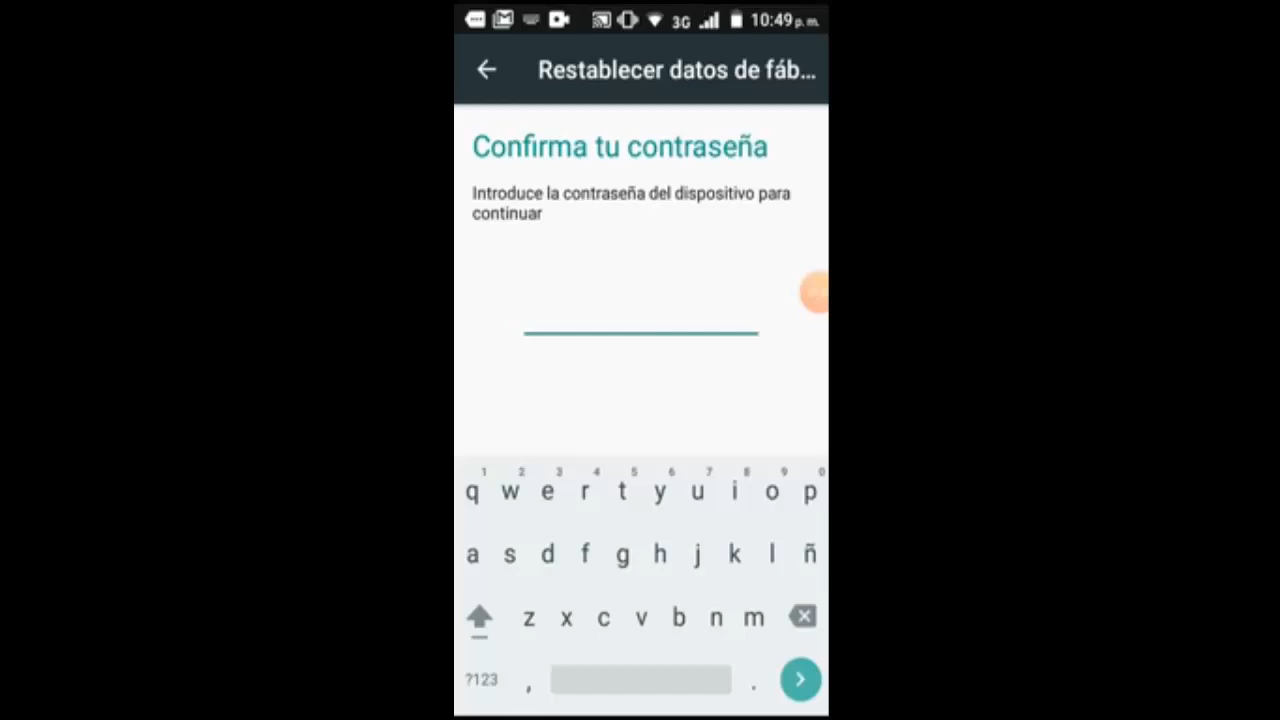 3G 10:49 p. m.
Restablecer datos de fáb...
Confirma tu contraseña
Introduce la contraseña del dispositivo para
continuar
1 2 3 4 5 6 7 8 9 0
q w e r t y u i o p
a s d f g h j k l ñ
z x c v b n m
?123 , .